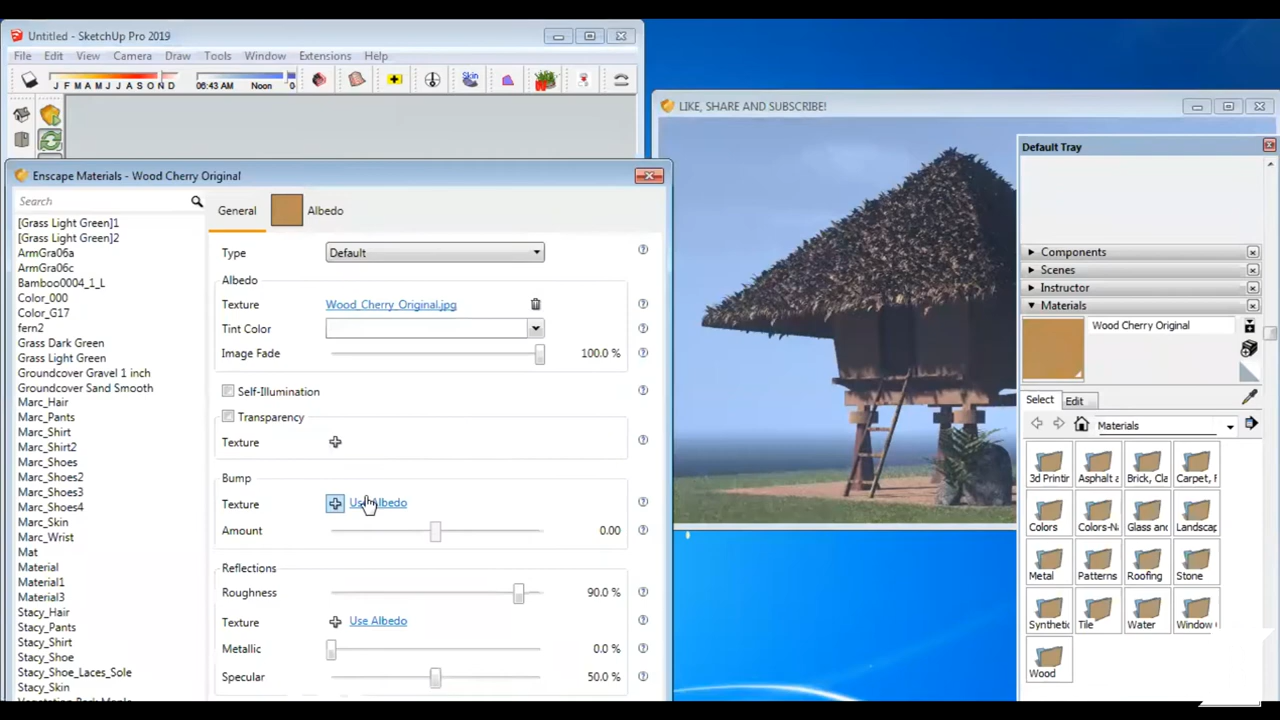 Untitled - SketchUp Pro 2019
File Edit View Camera Draw Tools Window Extensions Help
J F M A M J J A S O N D
06:43 AM Noon
Skin
LIKE, SHARE AND SUBSCRIBE!
Enscape Materials - Wood Cherry Original
Search
[Grass Light Green]1
[Grass Light Green]2
ArmGra06a
ArmGra06c
Bamboo0004_1_L
Color_000
Color_G17
fern2
Grass Dark Green
Grass Light Green
Groundcover Gravel 1 inch
Groundcover Sand Smooth
Marc_Hair
Marc_Pants
Marc_Shirt
Marc_Shirt2
Marc_Shoes
Marc_Shoes2
Marc_Shoes3
Marc_Shoes4
Marc_Skin
Marc_Wrist
Mat
Material
Material1
Material3
Stacy_Hair
Stacy_Pants
Stacy_Shirt
Stacy_Shoe
Stacy_Shoe_Laces_Sole
Stacy_Skin
General Albedo
Type Default
Albedo
Texture Wood_Cherry_Original.jpg
Tint Color
Image Fade 100.0 %
Self-Illumination
Transparency
Texture
Bump
Texture Use Albedo
Amount 0.00
Reflections
Roughness 90.0 %
Texture Use Albedo
Metallic 0.0 %
Specular 50.0 %
Default Tray
Components
Scenes
Instructor
Materials
Wood Cherry Original
Select Edit
Materials
3d Printir Asphalt a Brick, Cla Carpet, F
Colors Colors-N Glass and Landscap
Metal Patterns Roofing Stone
Synthetic Tile Water Window
Wood